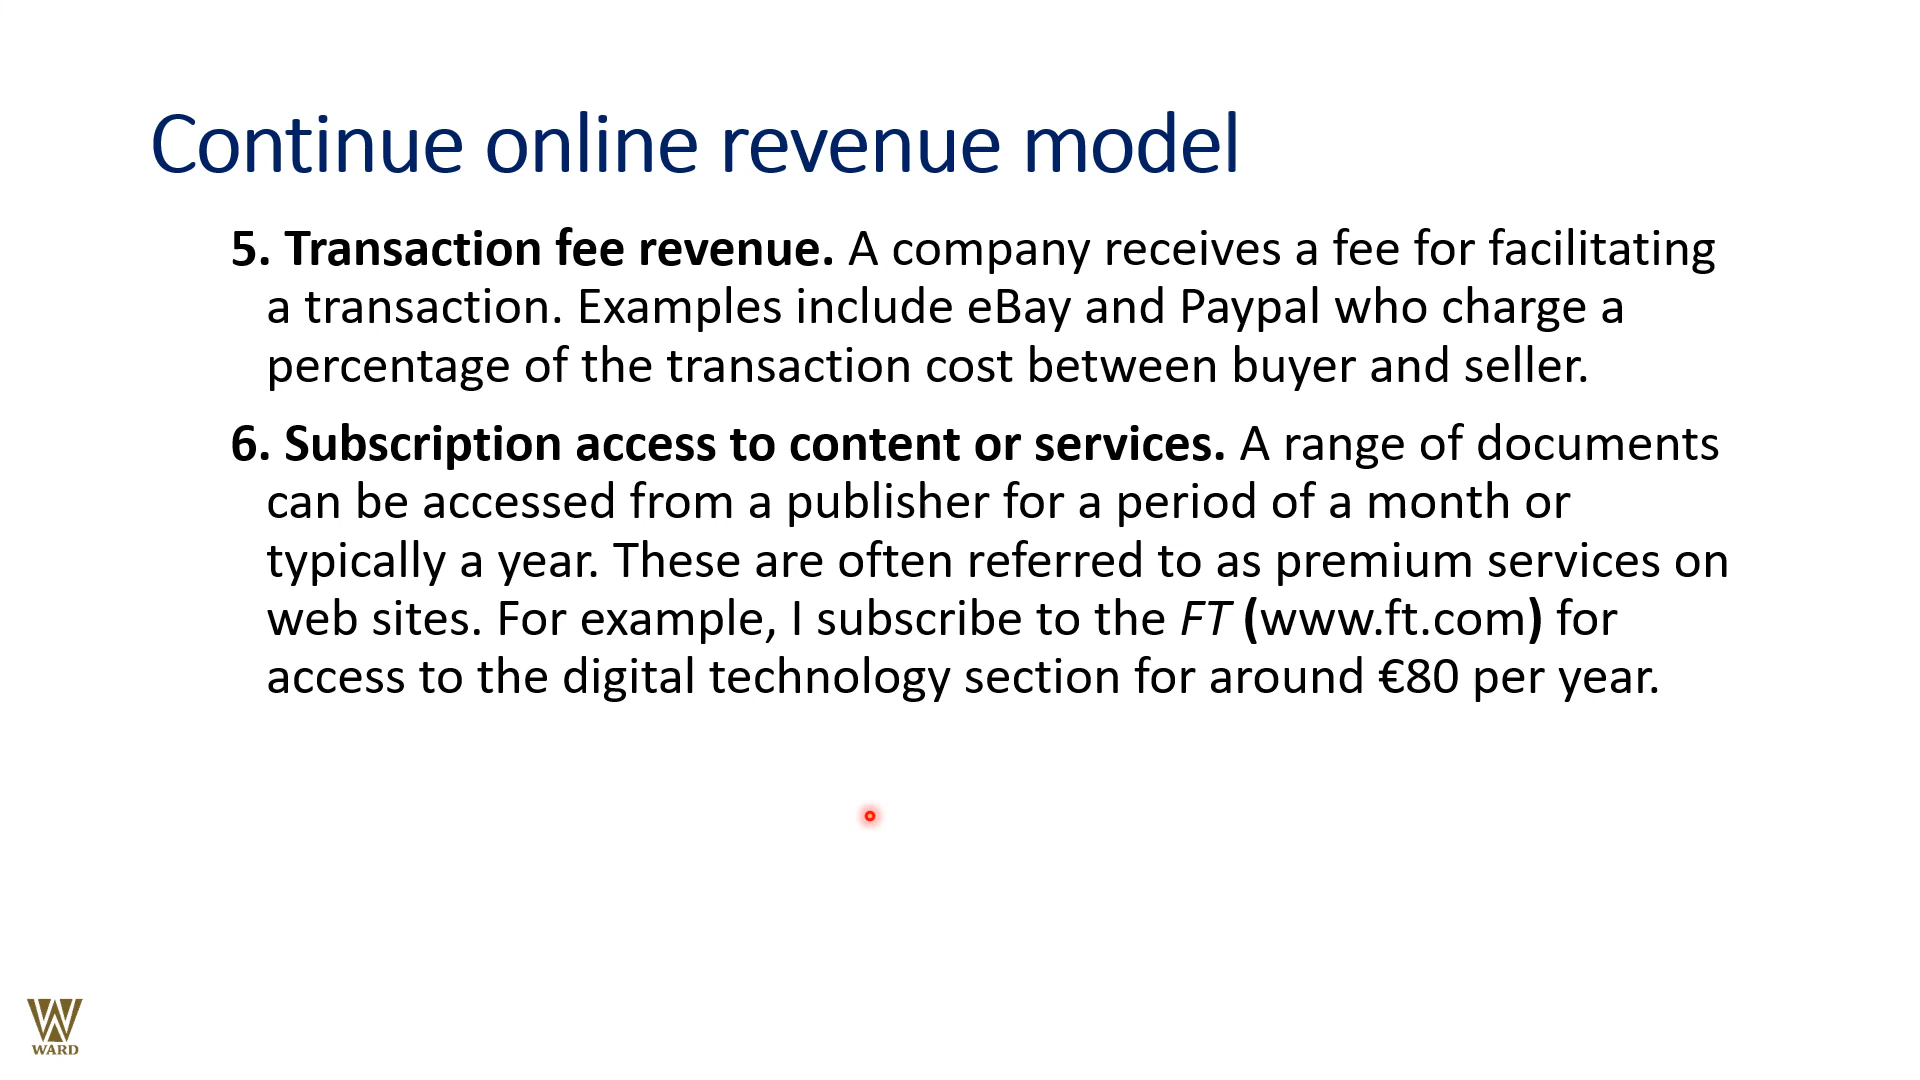 Continue online revenue model
5. Transaction fee revenue. A company receives a fee for facilitating
a transaction. Examples include eBay and Paypal who charge a
percentage of the transaction cost between buyer and seller.
6. Subscription access to content or services. A range of documents
can be accessed from a publisher for a period of a month or
typically a year. These are often referred to as premium services on
web sites. For example, I subscribe to the FT (www.ft.com) for
access to the digital technology section for around €80 per year.
WARD